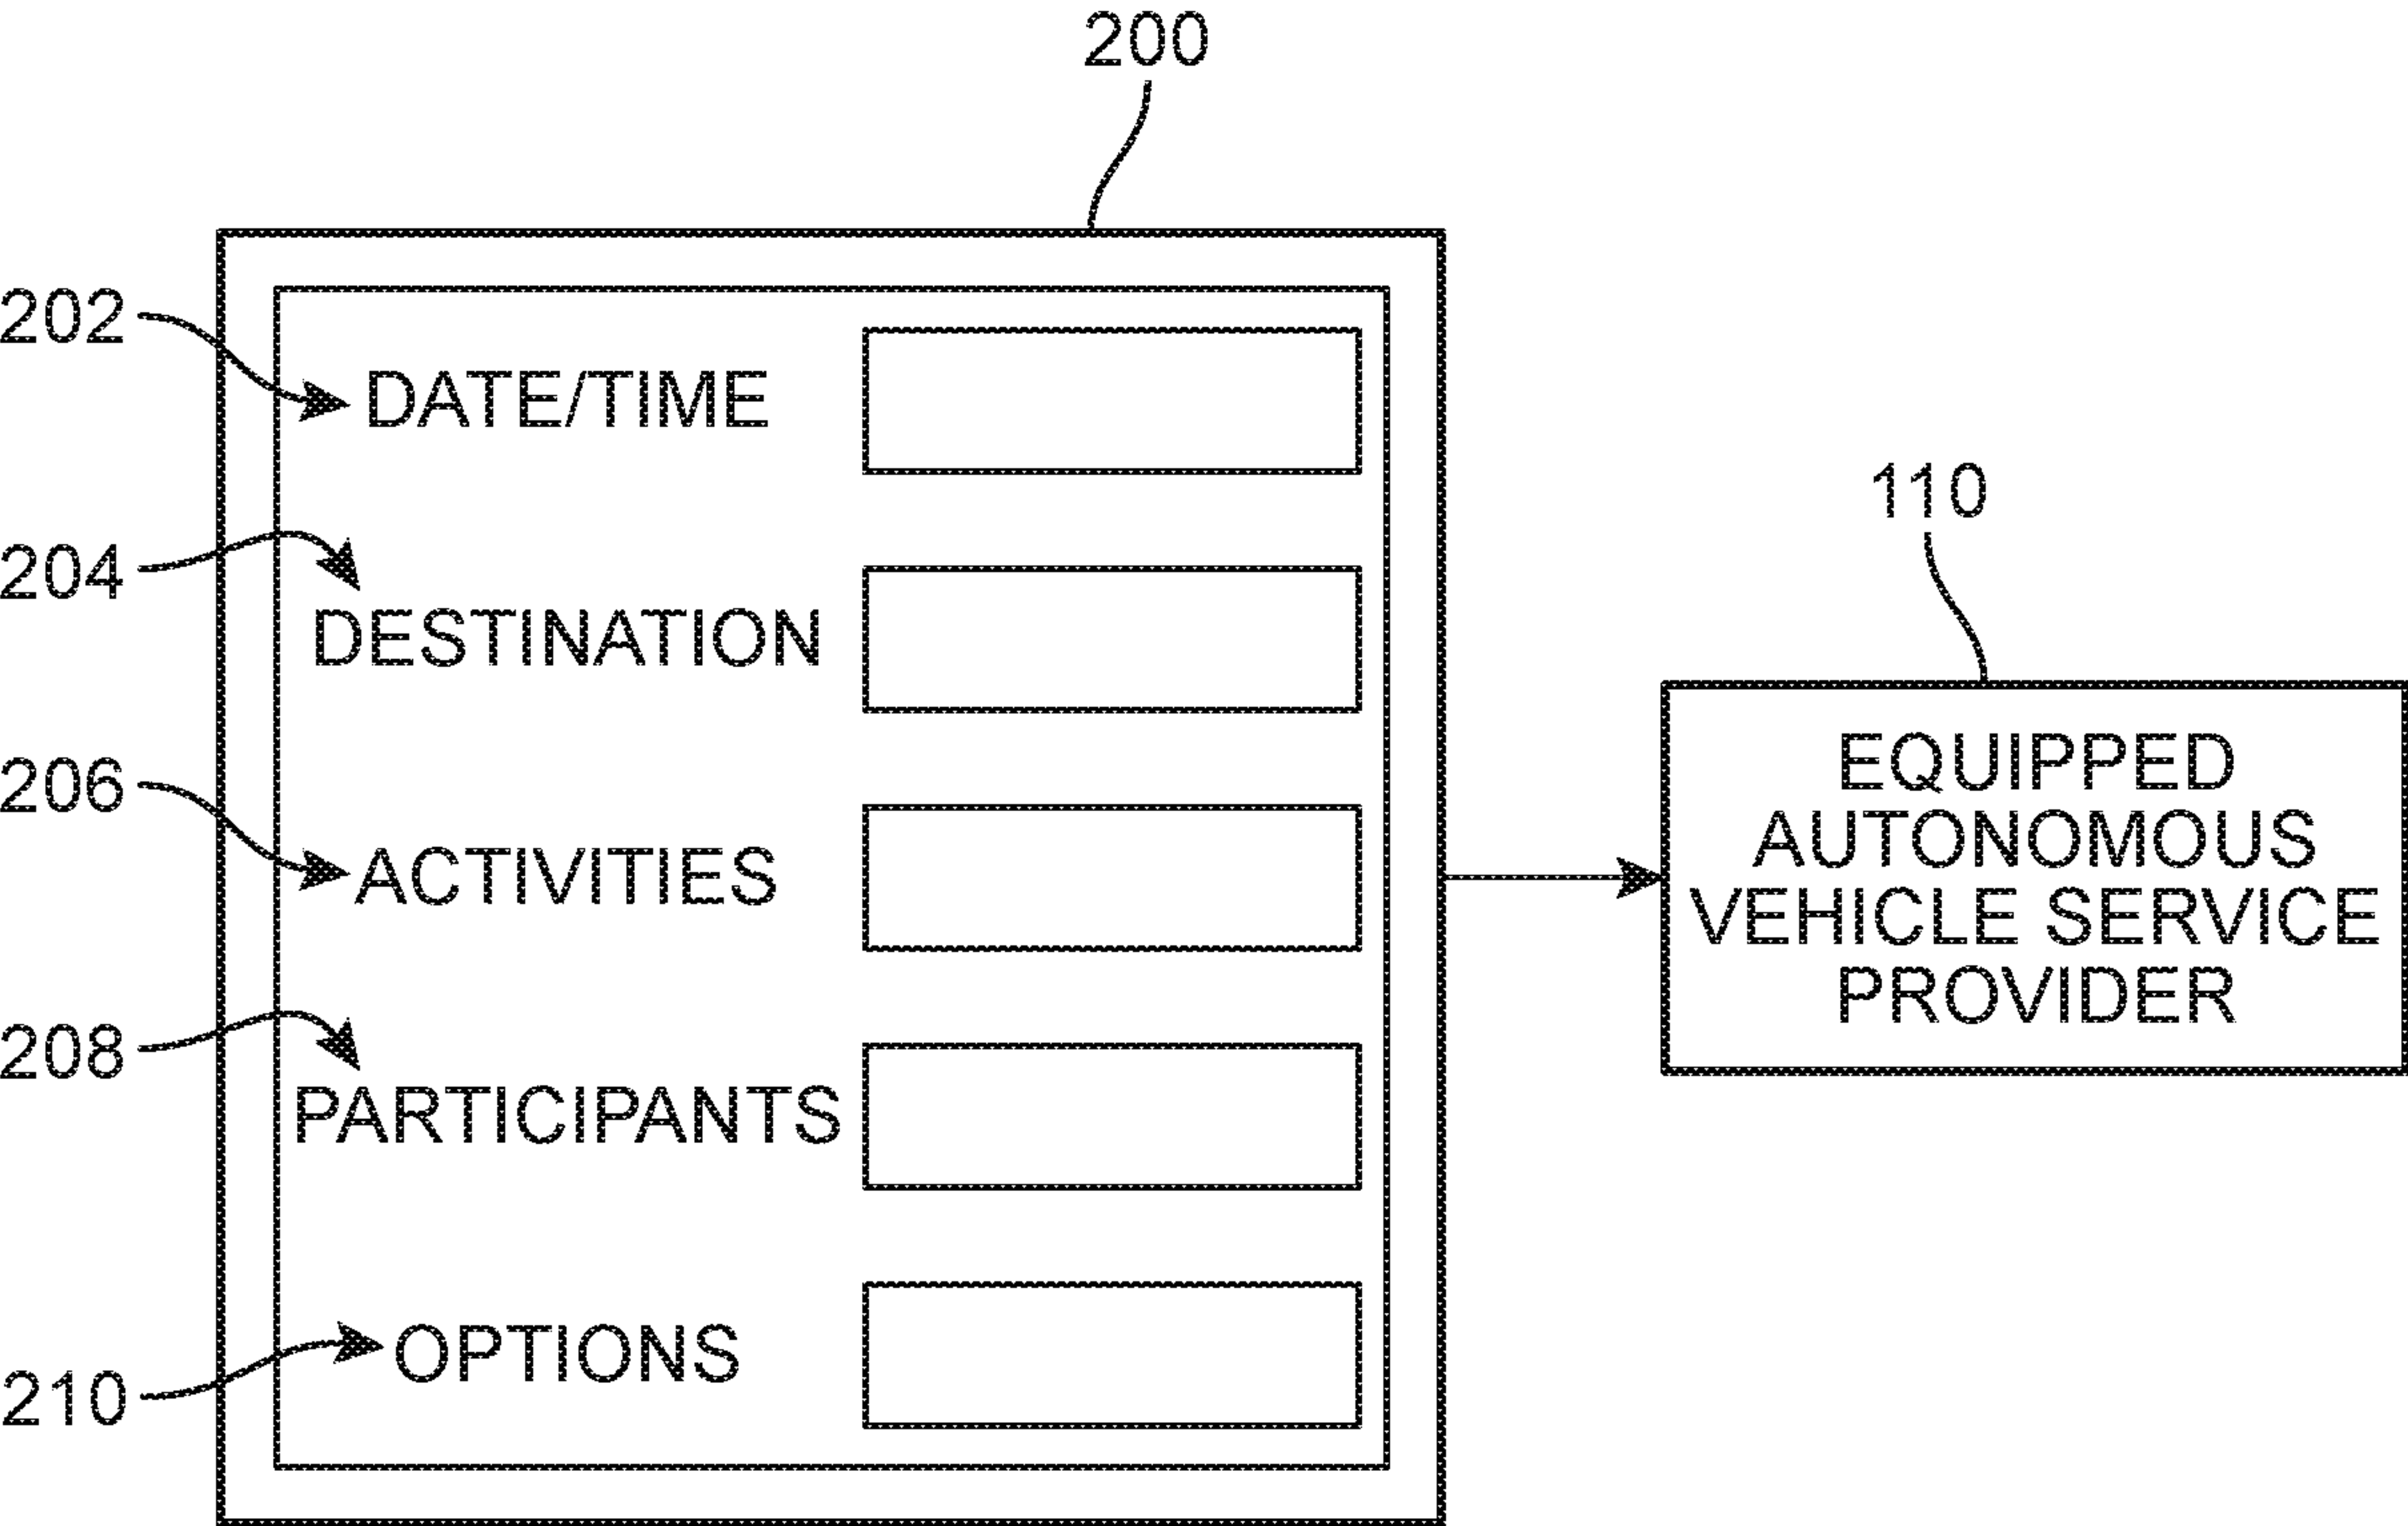 200
202
DATE/TIME
204
DESTINATION
206
ACTIVITIES
208
PARTICIPANTS
210
OPTIONS
110
EQUIPPED
AUTONOMOUS
VEHICLE SERVICE
PROVIDER